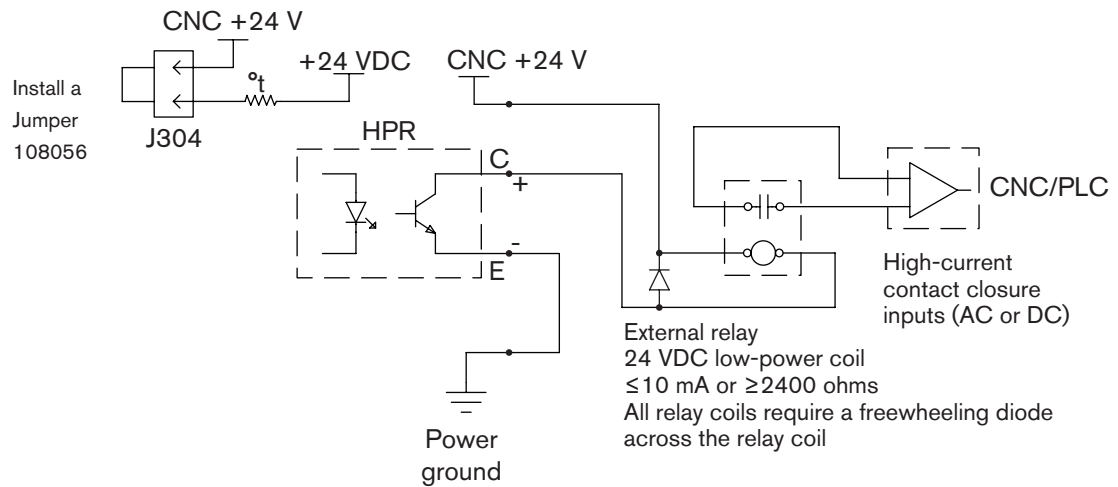 CNC +24 V
+24 VDC
CNC +24 V
Install a
Jumper
108056
°t
J304
HPR
C
+
-
E
CNC/PLC
High-current
contact closure
inputs (AC or DC)
External relay
24 VDC low-power coil
≤10 mA or ≥2400 ohms
All relay coils require a freewheeling diode
across the relay coil
Power
ground